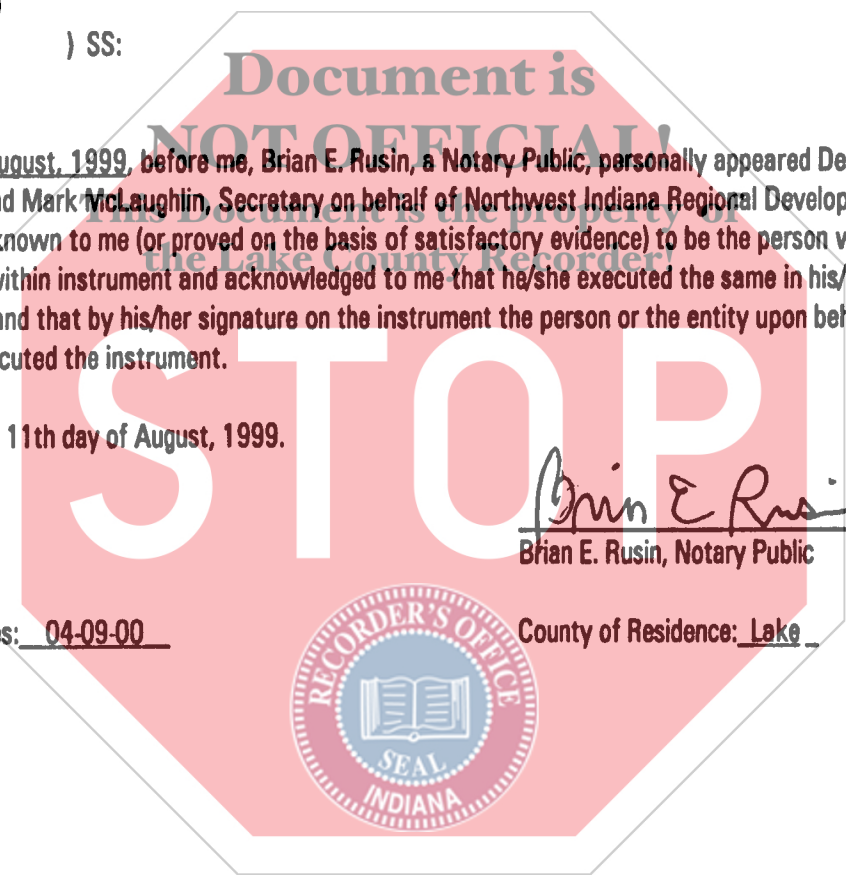 )
) SS:
Document is
NOT OFFICIAL!
This Document is the property of
the Lake County Recorder!
ugust, 1999, before me, Brian E. Rusin, a Notary Public, personally appeared De
nd Mark McLaughlin, Secretary on behalf of Northwest Indiana Regional Develop
known to me (or proved on the basis of satisfactory evidence) to be the person w
within instrument and acknowledged to me that he/she executed the same in his/
and that by his/her signature on the instrument the person or the entity upon beh
cuted the instrument.
STOP
11th day of August, 1999.
Brian E Rusi
Brian E. Rusin, Notary Public
es: 04-09-00
County of Residence: Lake
RECORDER'S OFFICE
SEAL
INDIANA